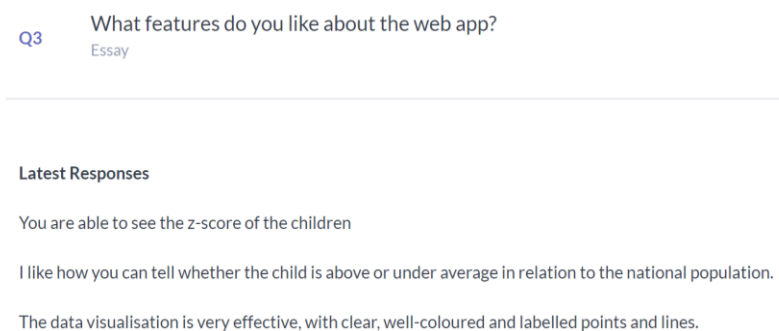 Q3
What features do you like about the web app?
Essay
Latest Responses
You are able to see the z-score of the children
I like how you can tell whether the child is above or under average in relation to the national population.
The data visualisation is very effective, with clear, well-coloured and labelled points and lines.